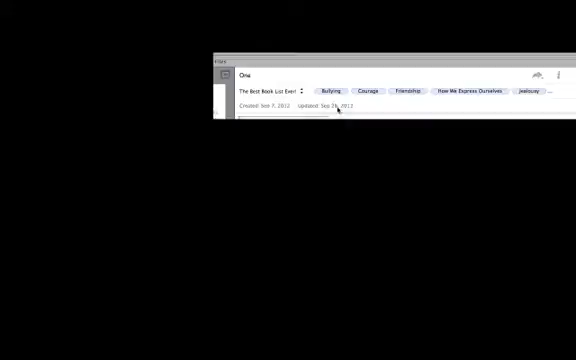 One
The Best Book List Ever! Bullying Courage Friendship How We Express Ourselves Jealousy ...
Created: Sep 7, 2012 Updated: Sep 26, 2012